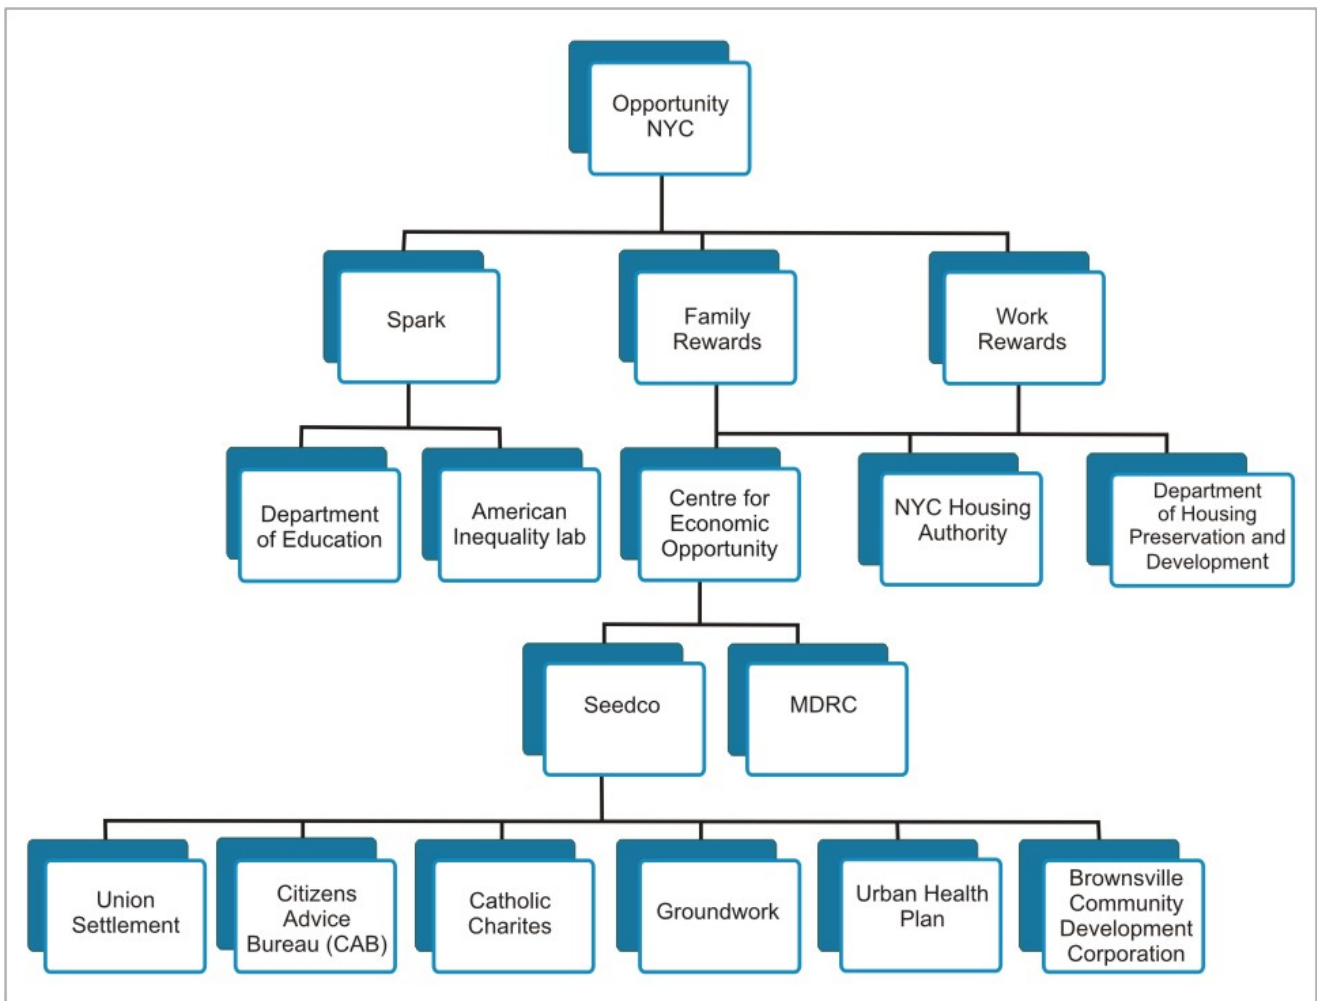 Opportunity
NYC
Spark
Family
Rewards
Work
Rewards
Department
of Education
American
Inequality lab
Centre for
Economic
Opportunity
NYC Housing
Authority
Department
of Housing
Preservation and
Development
Seedco
MDRC
Union
Settlement
Citizens
Advice
Bureau (CAB)
Catholic
Charites
Groundwork
Urban Health
Plan
Brownsville
Community
Development
Corporation